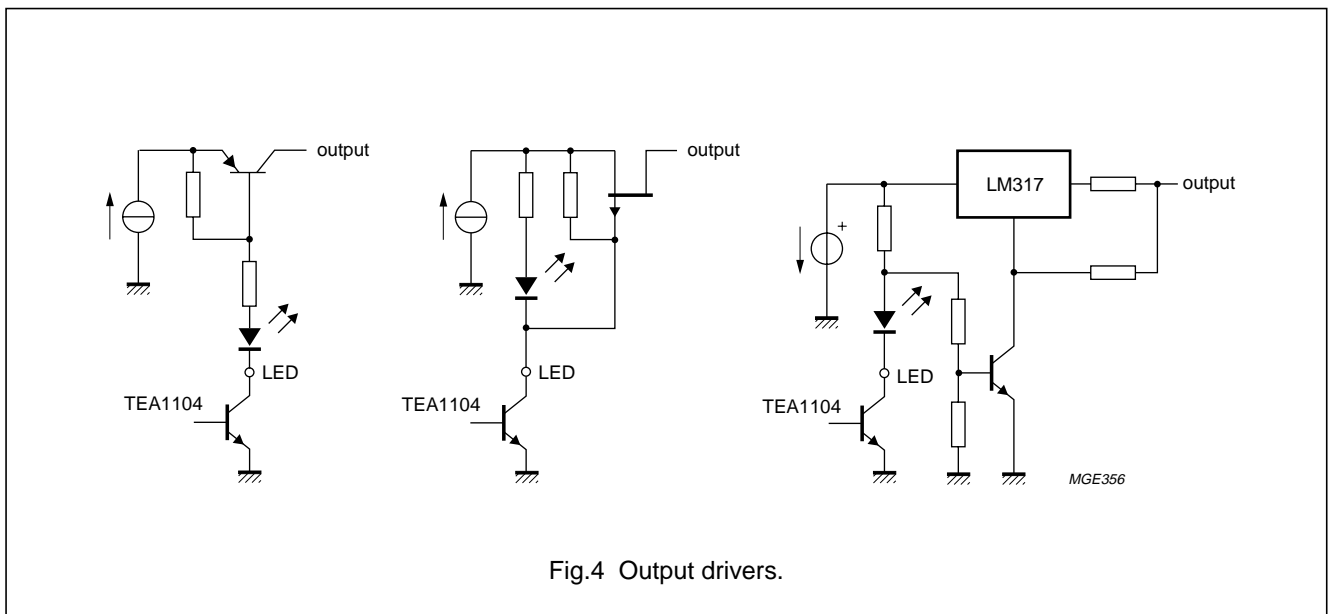 output
LED
TEA1104
output
LED
TEA1104
LM317
output
+
LED
TEA1104
MGE356
Fig.4 Output drivers.